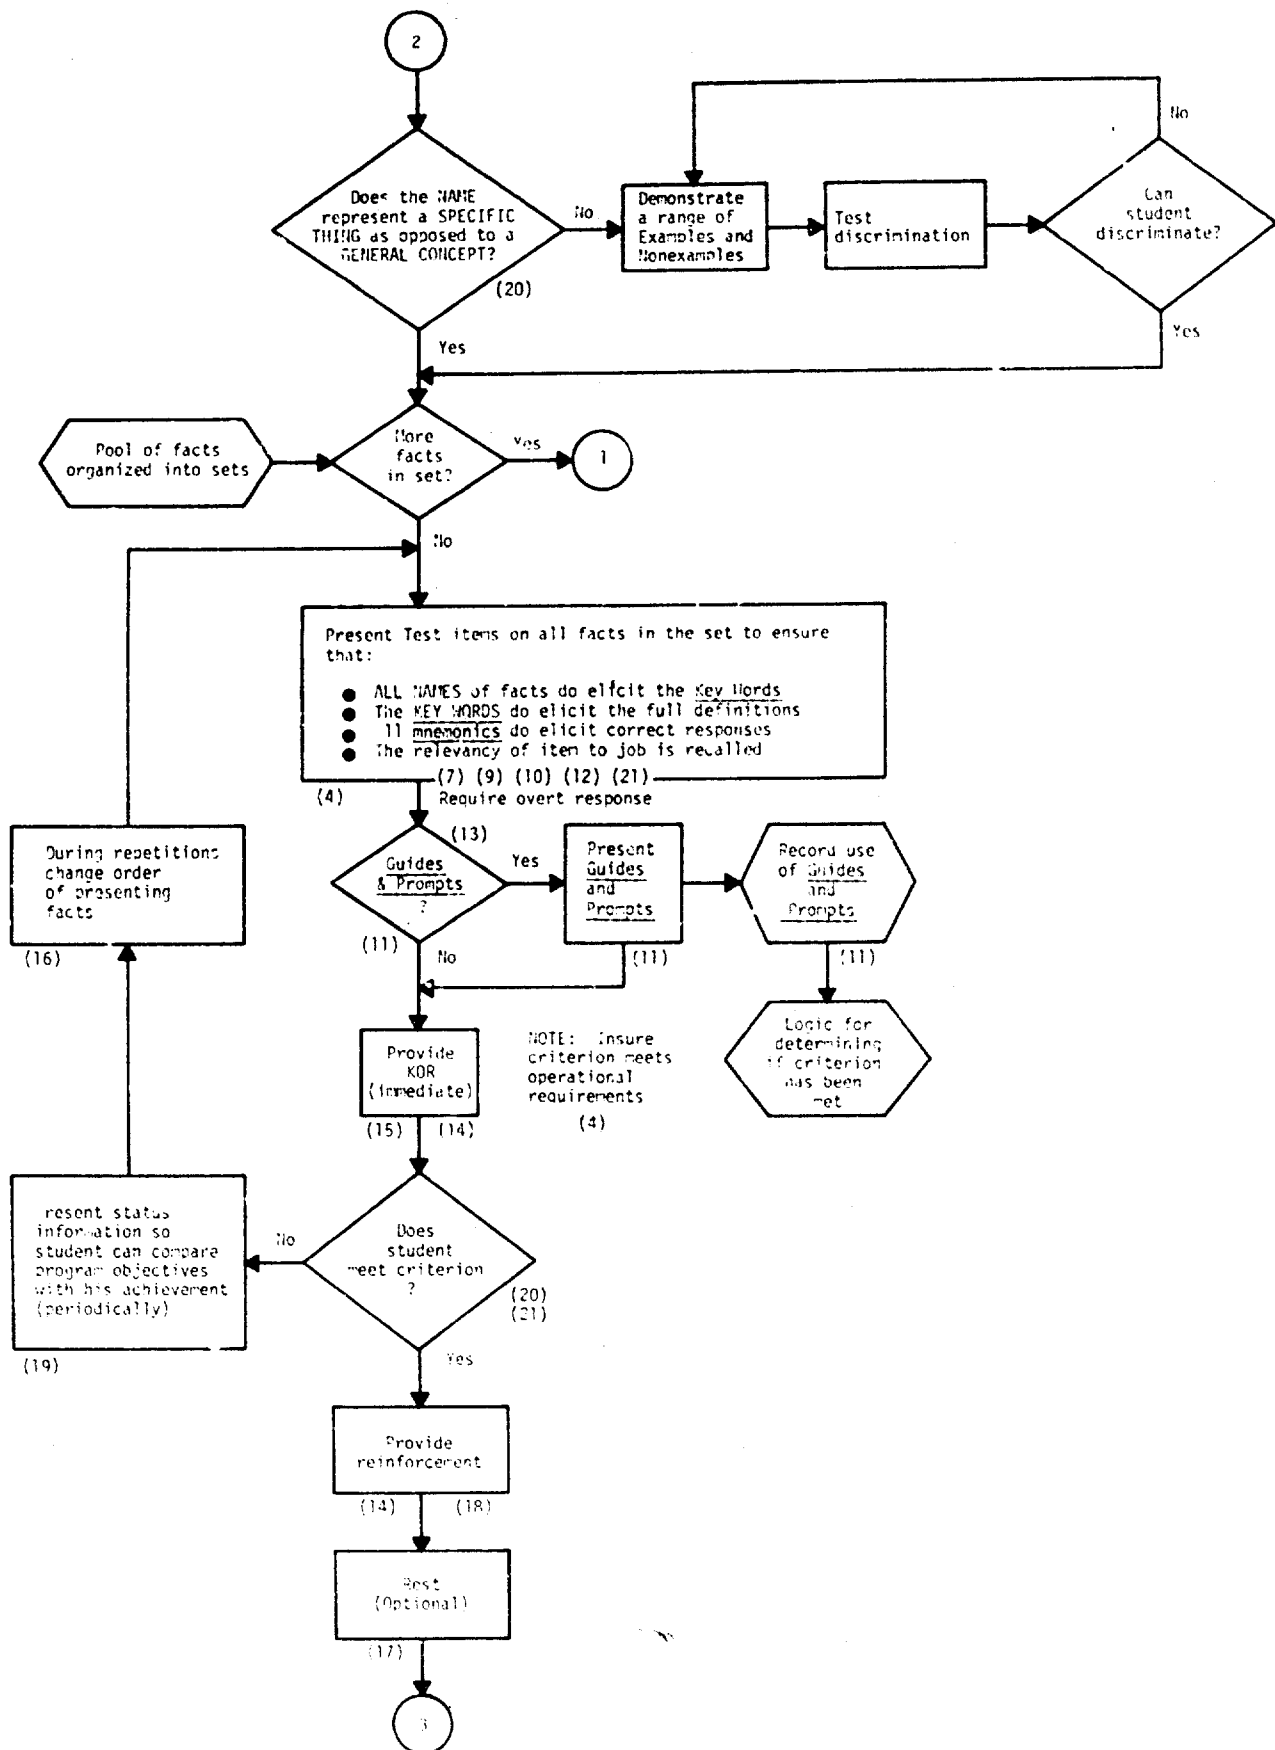 2
Does the NAME
represent a SPECIFIC
THING as opposed to a
GENERAL CONCEPT?
(20)
No
Demonstrate
a range of
Examples and
Nonexamples
Test
discrimination
Can
student
discriminate?
No
Yes
Yes
Pool of facts
organized into sets
More
facts
in set?
Yes
1
No
Present Test items on all facts in the set to ensure
that:
● ALL NAMES of facts do elicit the Key Words
● The KEY WORDS do elicit the full definitions
● ll mnemonics do elicit correct responses
● The relevancy of item to job is recalled
(7) (9) (10) (12) (21)
(4)
Require overt response
(13)
Guides
& Prompts
?
(11)
Yes
Present
Guides
and
Prompts
(11)
Record use
of Guides
and
Prompts
(11)
Logic for
determining
if criterion
has been
met
No
During repetitions
change order
of presenting
facts
(16)
Provide
KOR
(immediate)
(15) (14)
NOTE: Insure
criterion meets
operational
requirements
(4)
resent status
information so
student can compare
program objectives
with his achievement
(periodically)
(19)
No
Does
student
meet criterion
?
(20)
(21)
Yes
Provide
reinforcement
(14) (18)
Rest
(Optional)
(17)
3